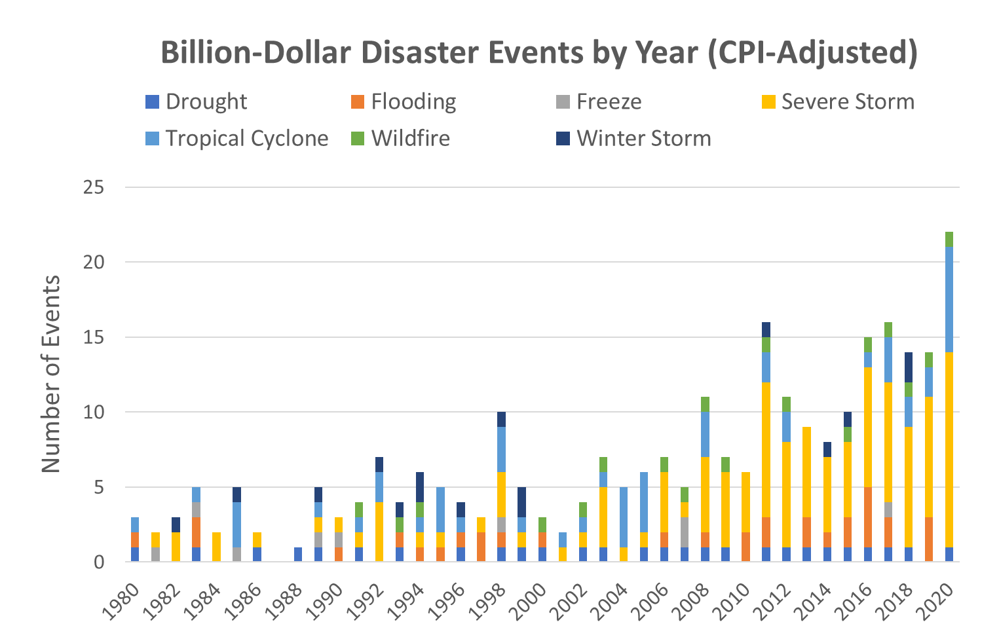 Billion-Dollar Disaster Events by Year (CPI-Adjusted)
Drought Flooding Freeze Severe Storm
Tropical Cyclone Wildfire Winter Storm
25
20
15
10
5
0
Number of Events
1980 1982 1984 1986 1988 1990 1992 1994 1996 1998 2000 2002 2004 2006 2008 2010 2012 2014 2016 2018 2020